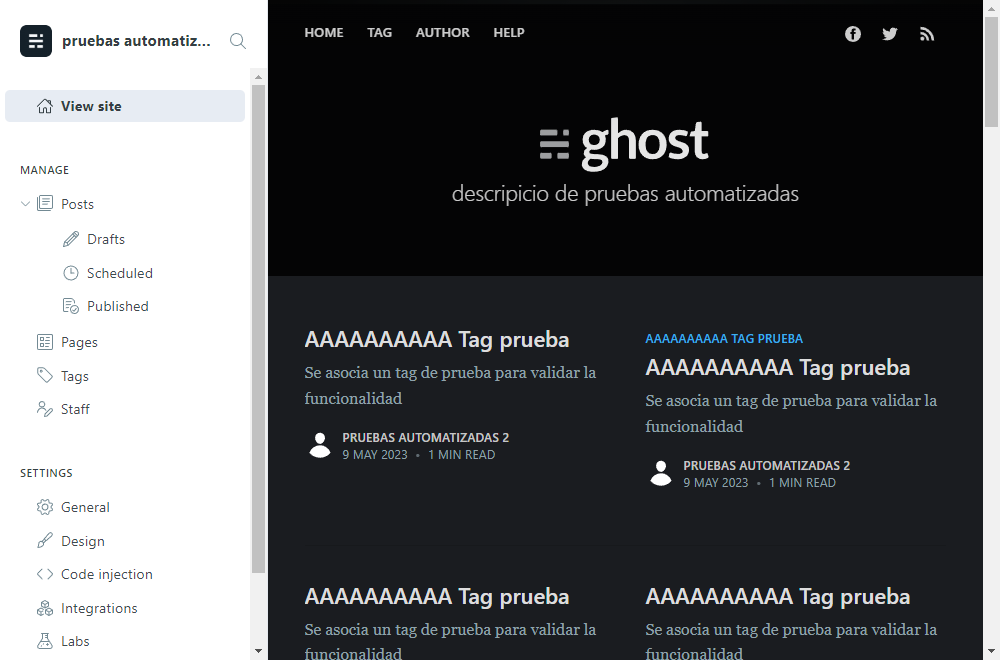 pruebas automatiz...
View site
MANAGE
Posts
Drafts
Scheduled
Published
Pages
Tags
Staff
SETTINGS
General
Design
Code injection
Integrations
Labs
HOME TAG AUTHOR HELP
ghost
descripicio de pruebas automatizadas
AAAAAAAAAA Tag prueba
Se asocia un tag de prueba para validar la
funcionalidad
PRUEBAS AUTOMATIZADAS 2
9 MAY 2023 • 1 MIN READ
AAAAAAAAAA TAG PRUEBA
AAAAAAAAAA Tag prueba
Se asocia un tag de prueba para validar la
funcionalidad
PRUEBAS AUTOMATIZADAS 2
9 MAY 2023 • 1 MIN READ
AAAAAAAAAA Tag prueba
Se asocia un tag de prueba para validar la
funcionalidad
AAAAAAAAAA Tag prueba
Se asocia un tag de prueba para validar la
funcionalidad